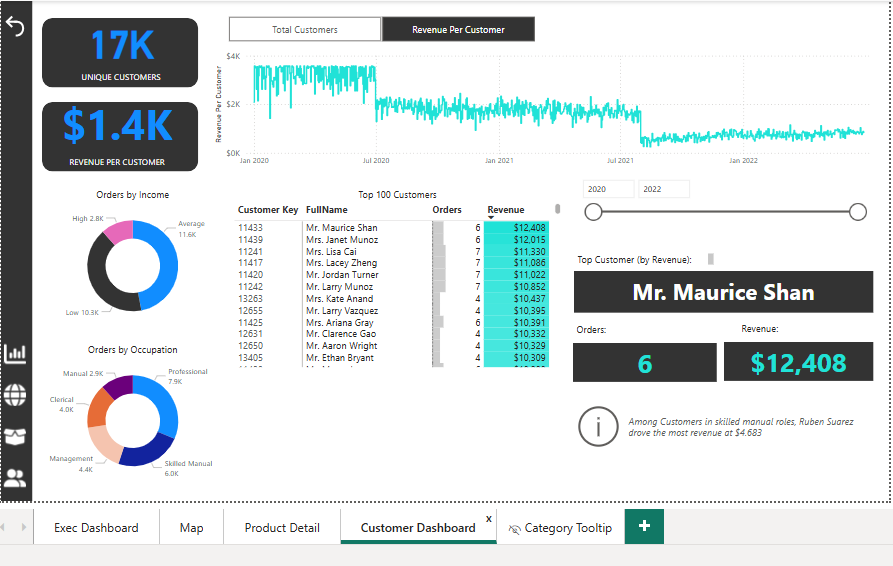 17K
UNIQUE CUSTOMERS
$1.4K
REVENUE PER CUSTOMER
Total Customers
Revenue Per Customer
Revenue Per Customer
$4K
$2K
$0K
Jan 2020
Jul 2020
Jan 2021
Jul 2021
Jan 2022
Orders by Income
High 2.8K
Average
11.6K
Low 10.3K
Orders by Occupation
Manual 2.9K
Professional
7.9K
Clerical
4.0K
Management
4.4K
Skilled Manual
6.0K
Top 100 Customers
Customer Key FullName Orders Revenue
11433 Mr. Maurice Shan 6 $12,408
11439 Mrs. Janet Munoz 6 $12,015
11241 Mrs. Lisa Cai 7 $11,330
11417 Mrs. Lacey Zheng 7 $11,086
11420 Mr. Jordan Turner 7 $11,022
11242 Mr. Larry Munoz 7 $10,852
13263 Mrs. Kate Anand 4 $10,437
12655 Mr. Larry Vazquez 4 $10,395
11425 Mrs. Ariana Gray 6 $10,391
12631 Mr. Clarence Gao 4 $10,332
12650 Mr. Aaron Wright 4 $10,329
13405 Mr. Ethan Bryant 4 $10,309
2020
2022
Top Customer (by Revenue):
Mr. Maurice Shan
Orders:
6
Revenue:
$12,408
Among Customers in skilled manual roles, Ruben Suarez
drove the most revenue at $4,683
Exec Dashboard
Map
Product Detail
Customer Dashboard
x
Category Tooltip
+